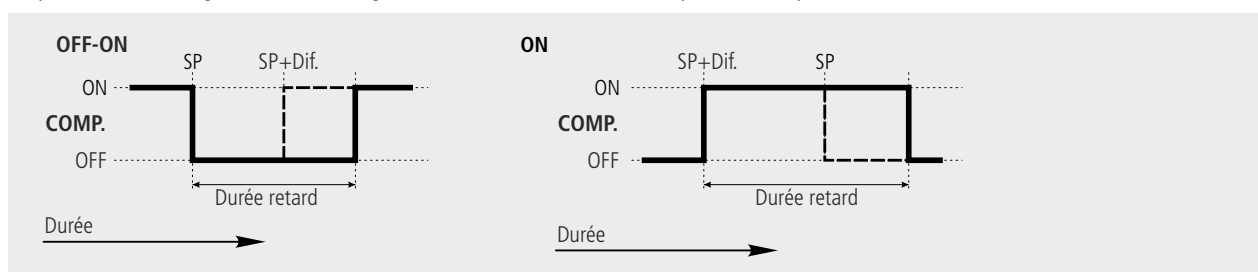 OFF-ON
SP SP+Dif.
ON
COMP.
OFF
Durée retard
Durée
ON
SP+Dif. SP
ON
COMP.
OFF
Durée retard
Durée